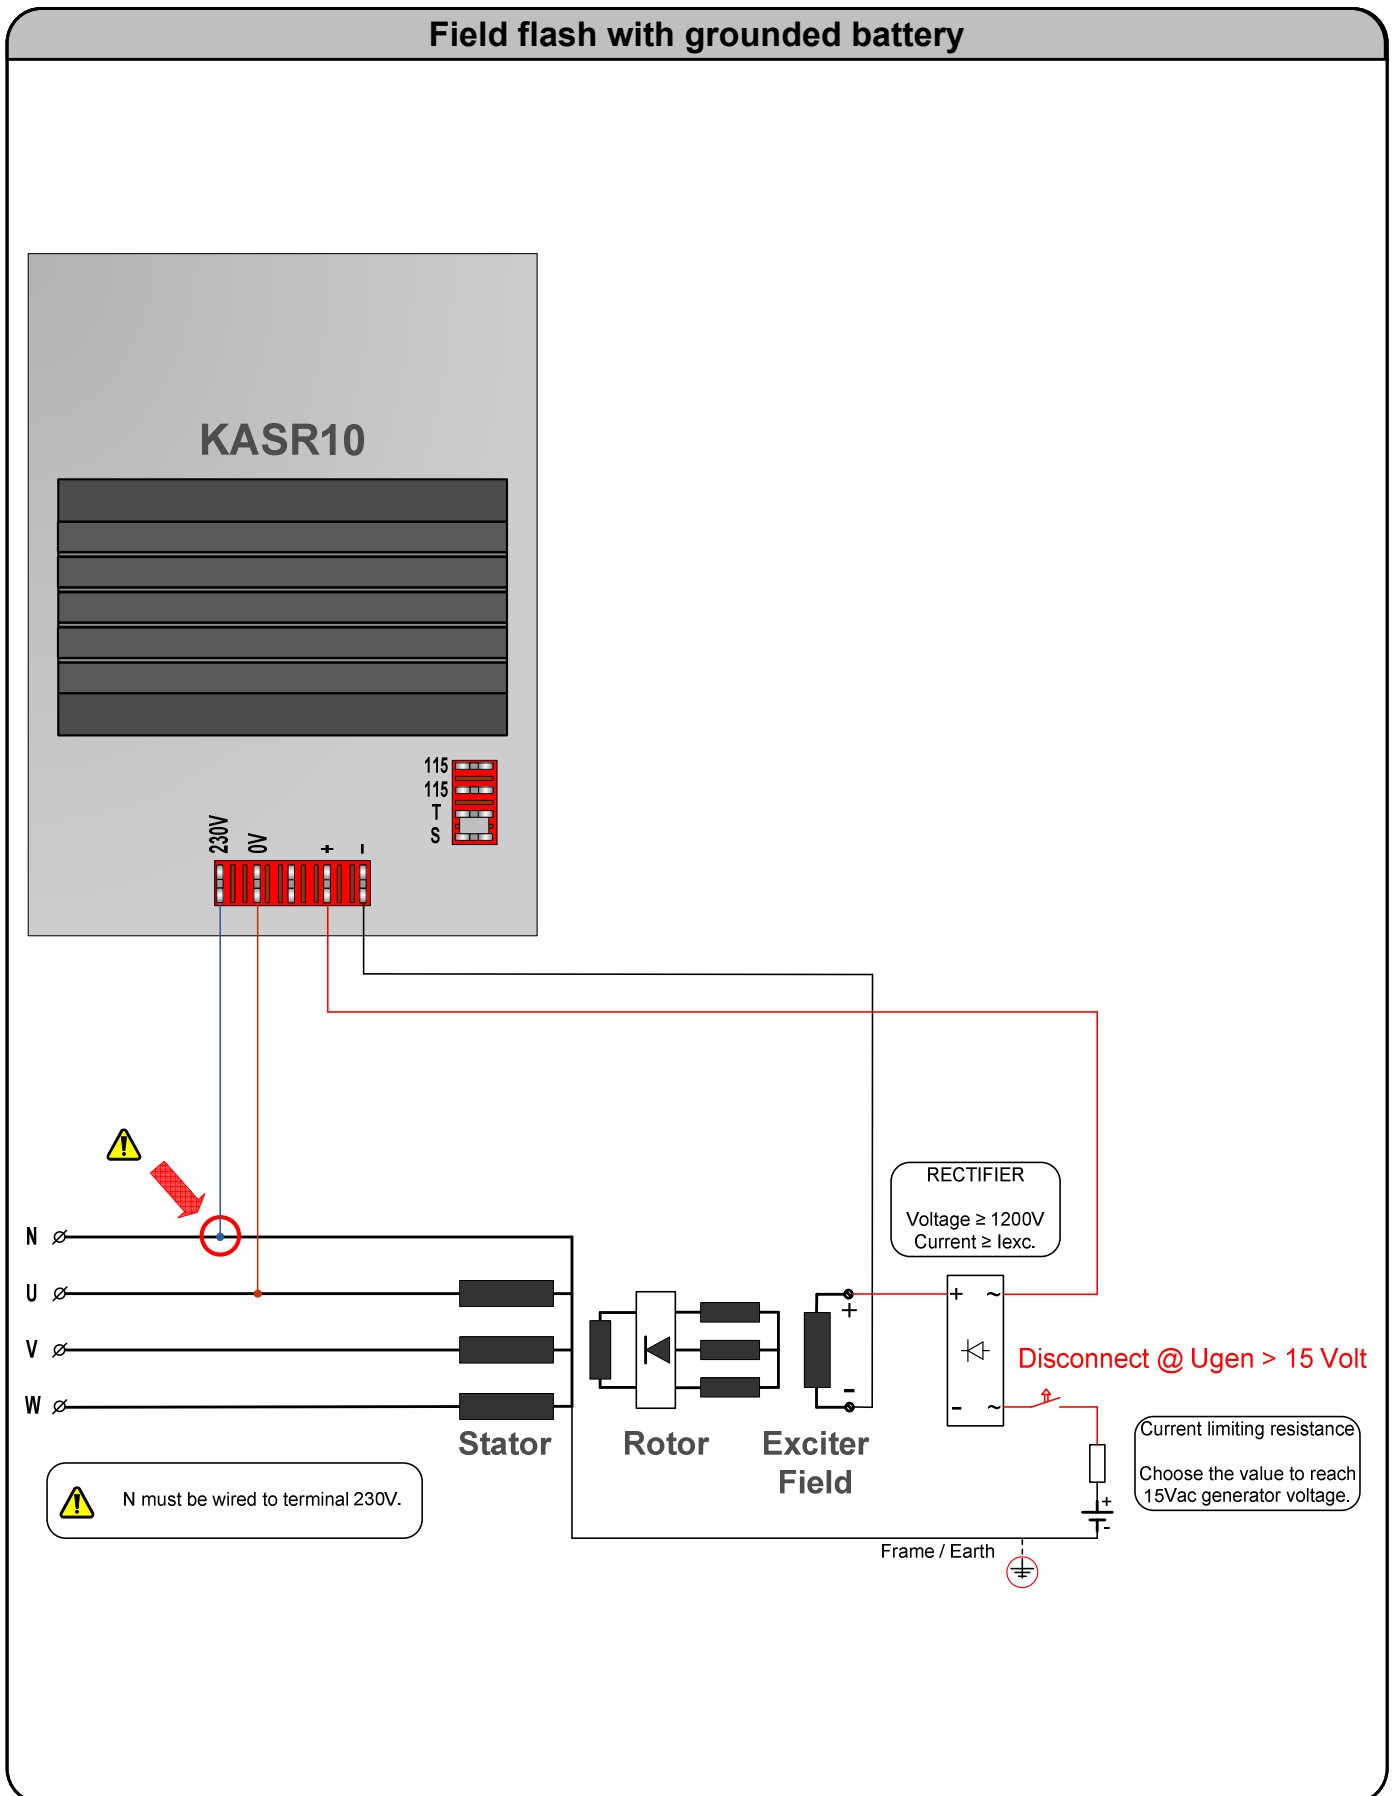 Field flash with grounded battery
KASR10
115
115
T
S
230V
0V
+
-
RECTIFIER
Voltage ≥ 1200V
Current ≥ Iexc.
N
U
V
W
+
~
+
Disconnect @ Ugen > 15 Volt
-
-
~
Stator
Rotor
Exciter
Field
Current limiting resistance
Choose the value to reach
15Vac generator voltage.
N must be wired to terminal 230V.
+
-
Frame / Earth